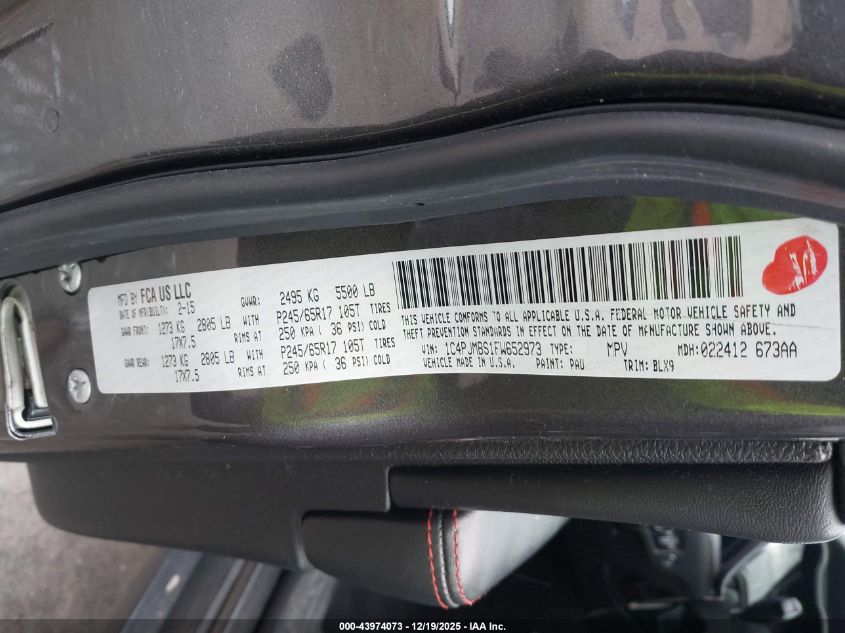 MFD BY FCA US LLC
DATE OF MFR(BUILT): 2-15 GVWR: 2495 KG 5500 LB
GAWR FRONT: 1273 KG 2805 LB WITH P245/65R17 105T TIRES
17X7.5 RIMS AT 250 KPA ( 36 PSI) COLD
GAWR REAR: 1273 KG 2805 LB WITH P245/65R17 105T TIRES
17X7.5 RIMS AT 250 KPA ( 36 PSI) COLD
THIS VEHICLE CONFORMS TO ALL APPLICABLE U.S.A. FEDERAL MOTOR VEHICLE SAFETY AND
THEFT PREVENTION STANDARDS IN EFFECT ON THE DATE OF MFNUFACTURE SHOWN ABOVE.
VIN: 1C4PJMBS1FW652973 TYPE: MPV MDH: 022412 673AA
VEHICLE MADE IN U.S.A. PAINT: PAU TRIM: BLX9
000-43974073 - 12/19/2025 - IAA Inc.